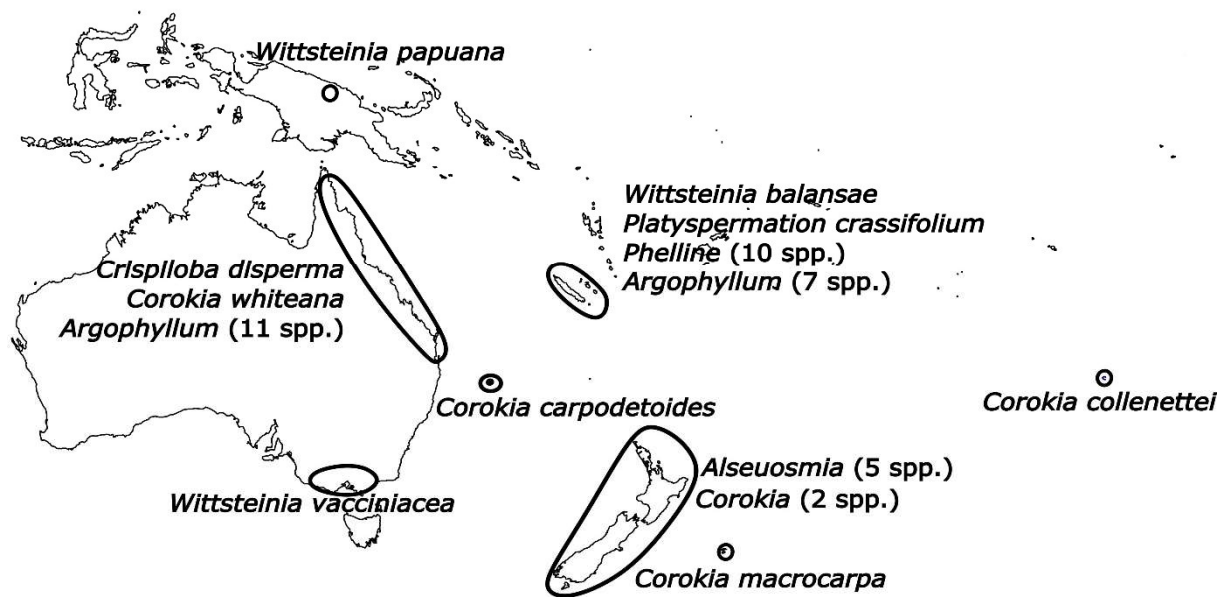 Wittsteinia papuana
Wittsteinia balansae
Platyspermation crassifolium
Phelline (10 spp.)
Argophyllum (7 spp.)
Crispiloba disperma
Corokia whiteana
Argophyllum (11 spp.)
Corokia carpodetoides
Corokia collenettei
Alseuosmia (5 spp.)
Corokia (2 spp.)
Wittsteinia vacciniacea
Corokia macrocarpa